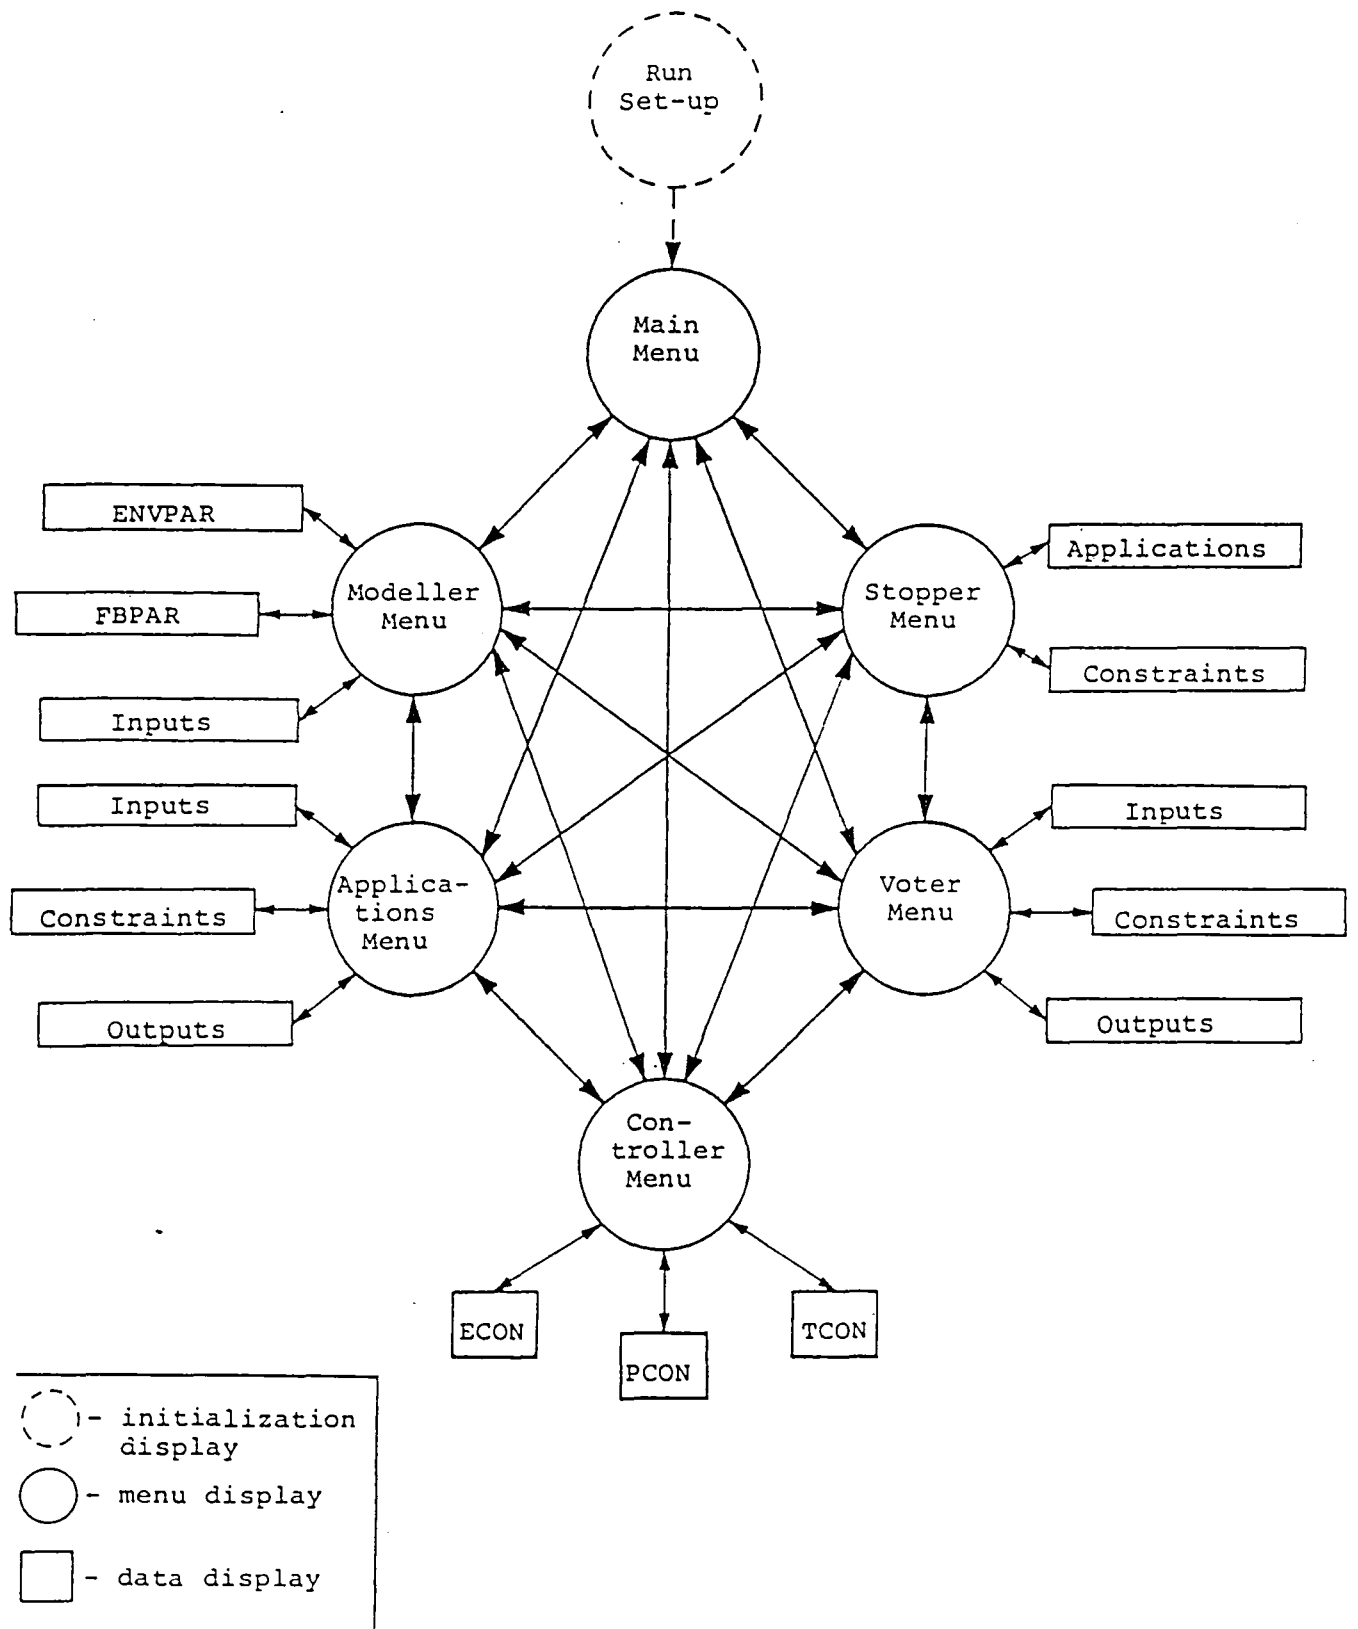 Run
Set-up
Main
Menu
ENVPAR
FBPAR
Inputs
Modeller
Menu
Stopper
Menu
Applications
Constraints
Inputs
Constraints
Outputs
Applica-
tions
Menu
Voter
Menu
Inputs
Constraints
Outputs
Con-
troller
Menu
ECON
PCON
TCON
- initialization
display
- menu display
- data display